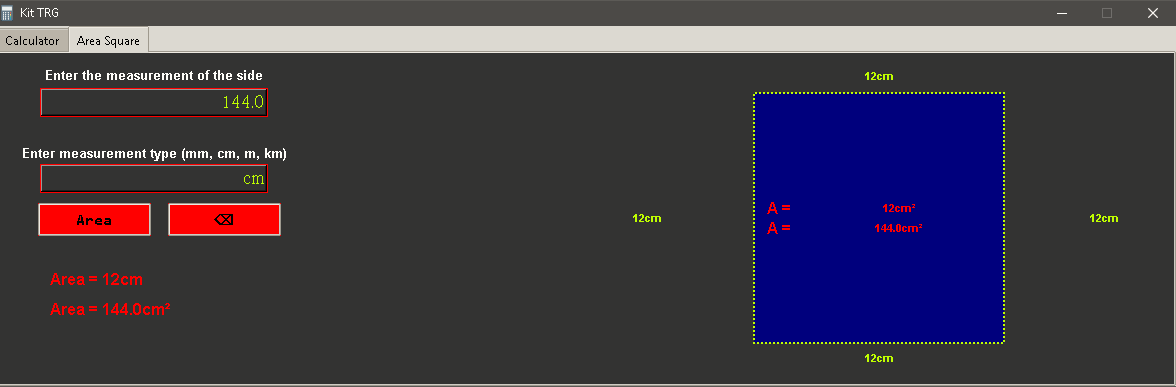 Kit TRG
Calculator
Area Square
Enter the measurement of the side
144.0
Enter measurement type (mm, cm, m, km)
cm
Area
⌫
Area = 12cm
Area = 144.0cm²
12cm
12cm
A = 12cm²
A = 144.0cm²
12cm
12cm